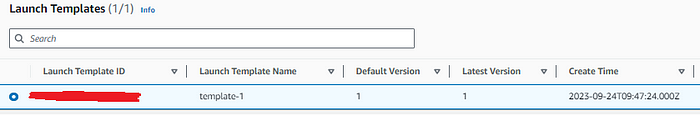 Launch Templates (1/1) Info
Search
Launch Template ID Launch Template Name Default Version Latest Version Create Time
template-1 1 1 2023-09-24T09:47:24.000Z